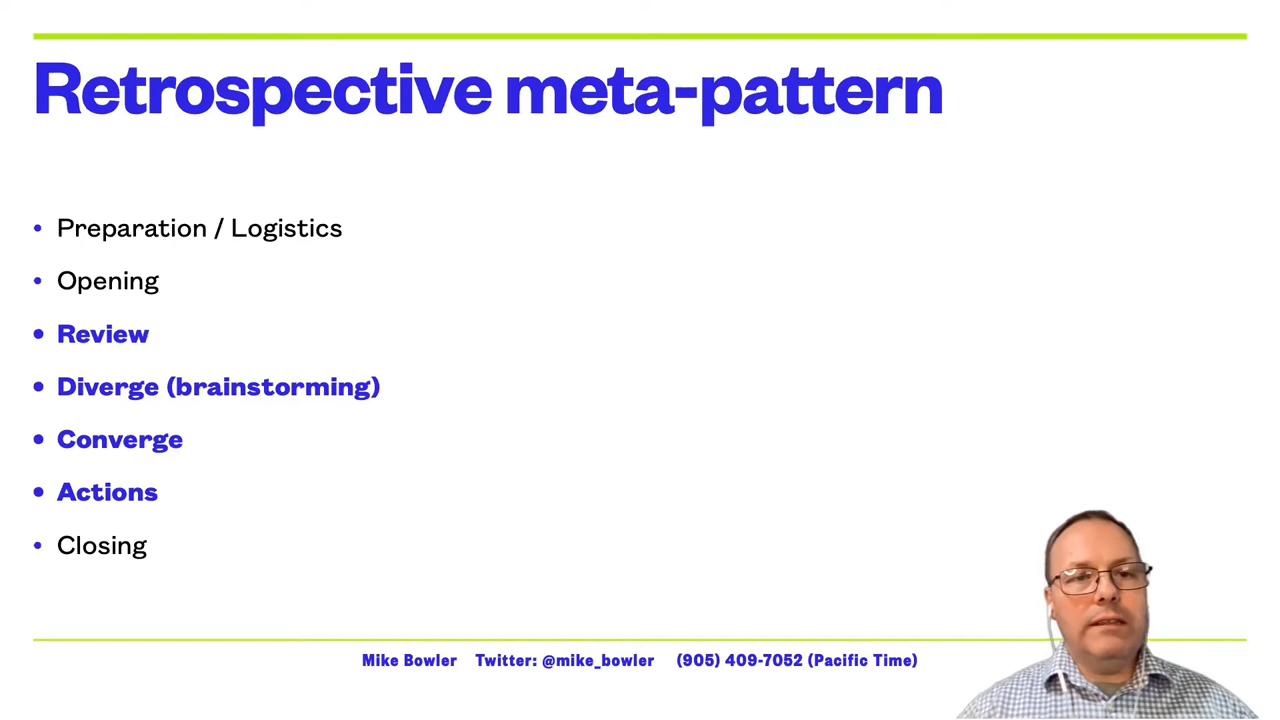 Retrospective meta-pattern
• Preparation / Logistics
• Opening
• Review
• Diverge (brainstorming)
• Converge
• Actions
• Closing
Mike Bowler Twitter: @mike_bowler (905) 409-7052 (Pacific Time)